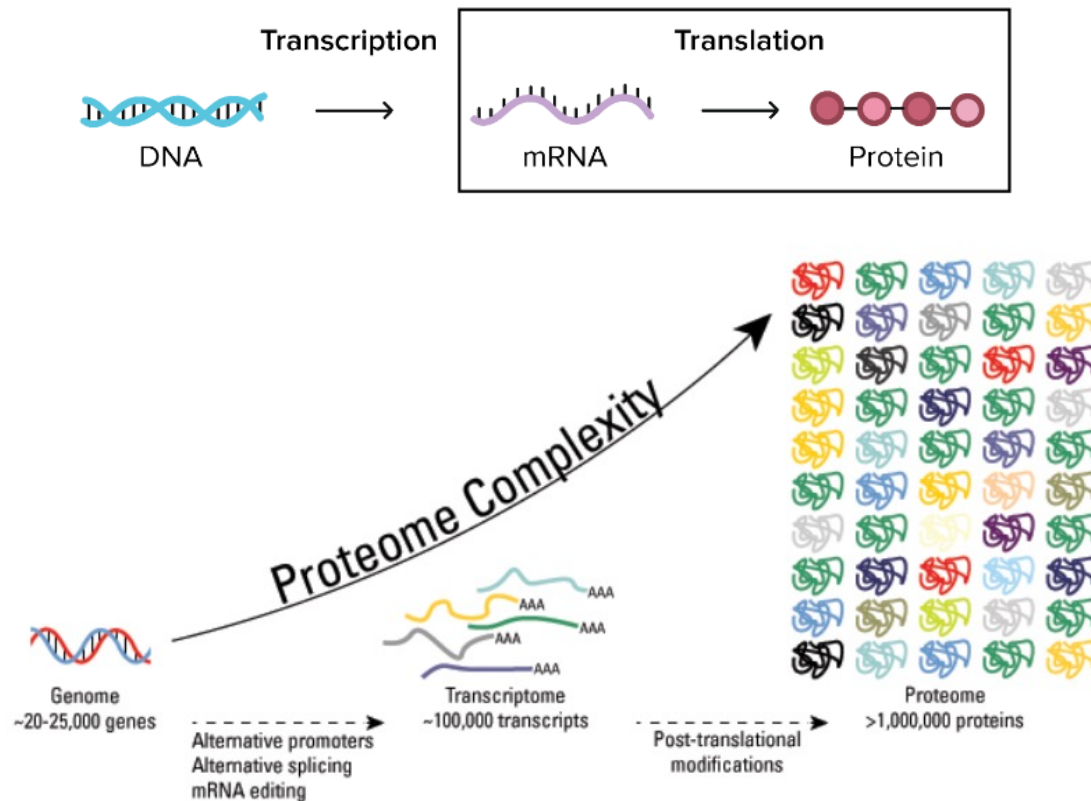 Transcription
Translation
DNA
mRNA
Protein
Proteome Complexity
AAA
AAA
AAA
AAA
AAA
Genome
~20-25,000 genes
Alternative promoters
Alternative splicing
mRNA editing
Transcriptome
~100,000 transcripts
Post-translational
modifications
Proteome
>1,000,000 proteins